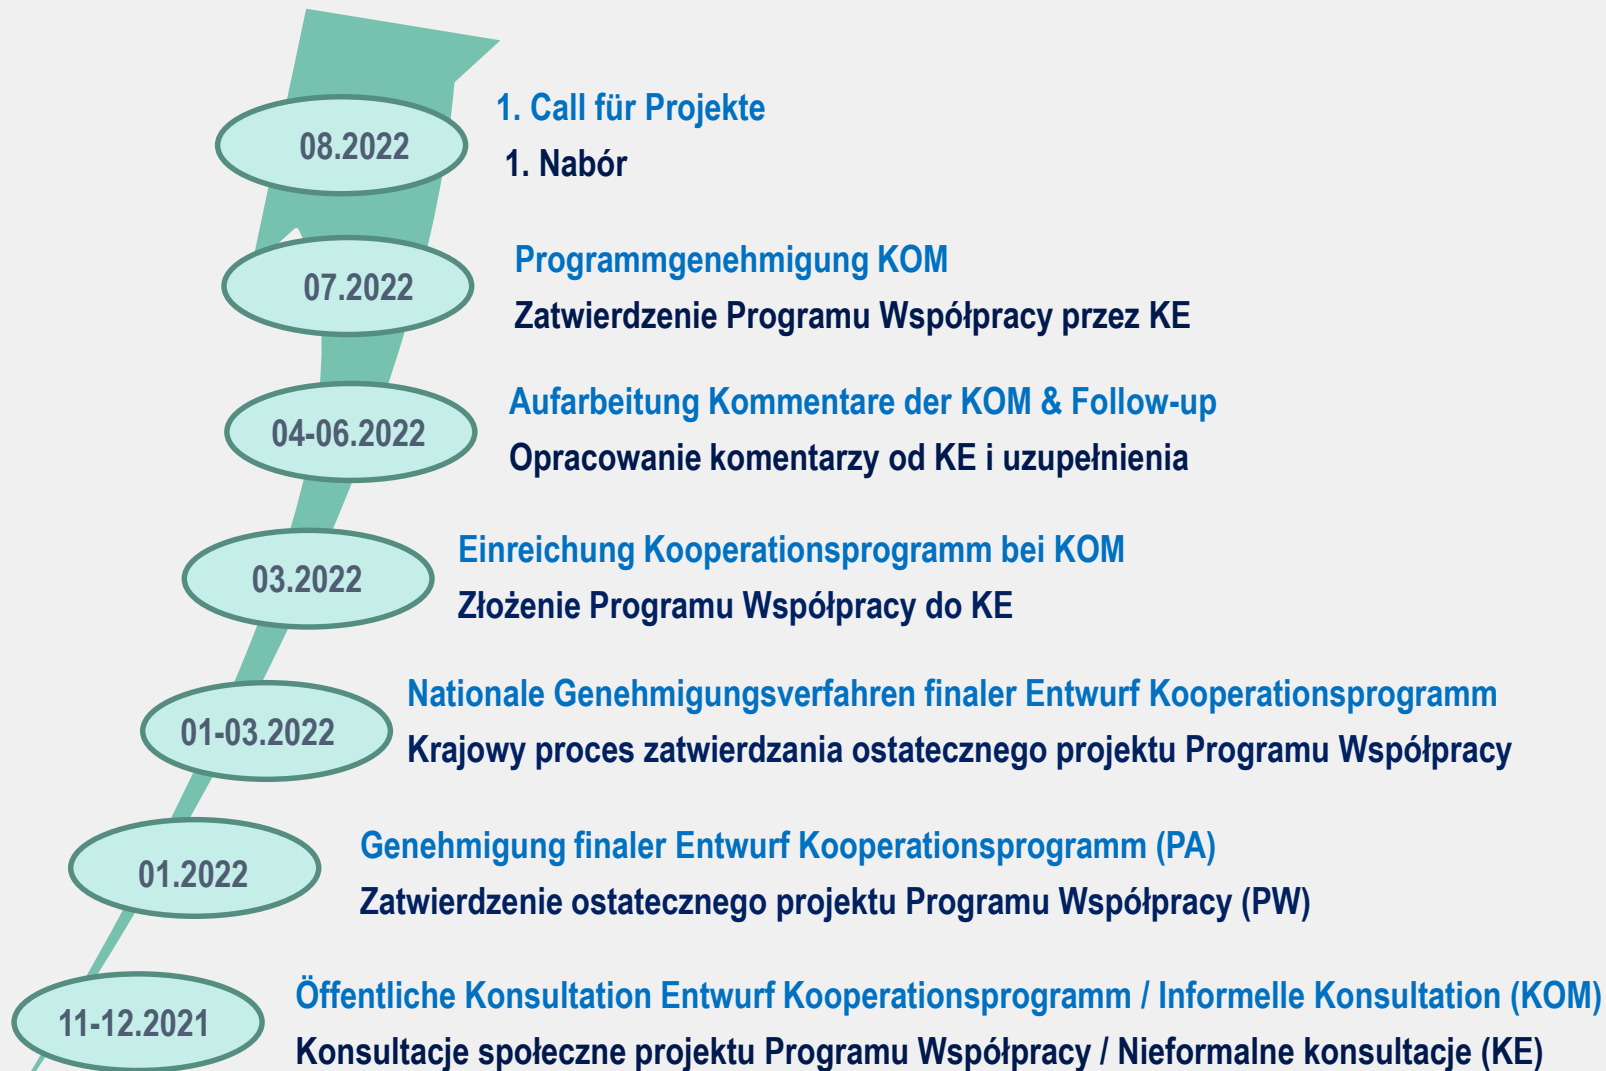 08.2022
1. Call für Projekte
1. Nabór
07.2022
Programmgenehmigung KOM
Zatwierdzenie Programu Współpracy przez KE
04-06.2022
Aufarbeitung Kommentare der KOM & Follow-up
Opracowanie komentarzy od KE i uzupełnienia
03.2022
Einreichung Kooperationsprogramm bei KOM
Złożenie Programu Współpracy do KE
01-03.2022
Nationale Genehmigungsverfahren finaler Entwurf Kooperationsprogramm
Krajowy proces zatwierdzania ostatecznego projektu Programu Współpracy
01.2022
Genehmigung finaler Entwurf Kooperationsprogramm (PA)
Zatwierdzenie ostatecznego projektu Programu Współpracy (PW)
11-12.2021
Öffentliche Konsultation Entwurf Kooperationsprogramm / Informelle Konsultation (KOM)
Konsultacje społeczne projektu Programu Współpracy / Nieformalne konsultacje (KE)